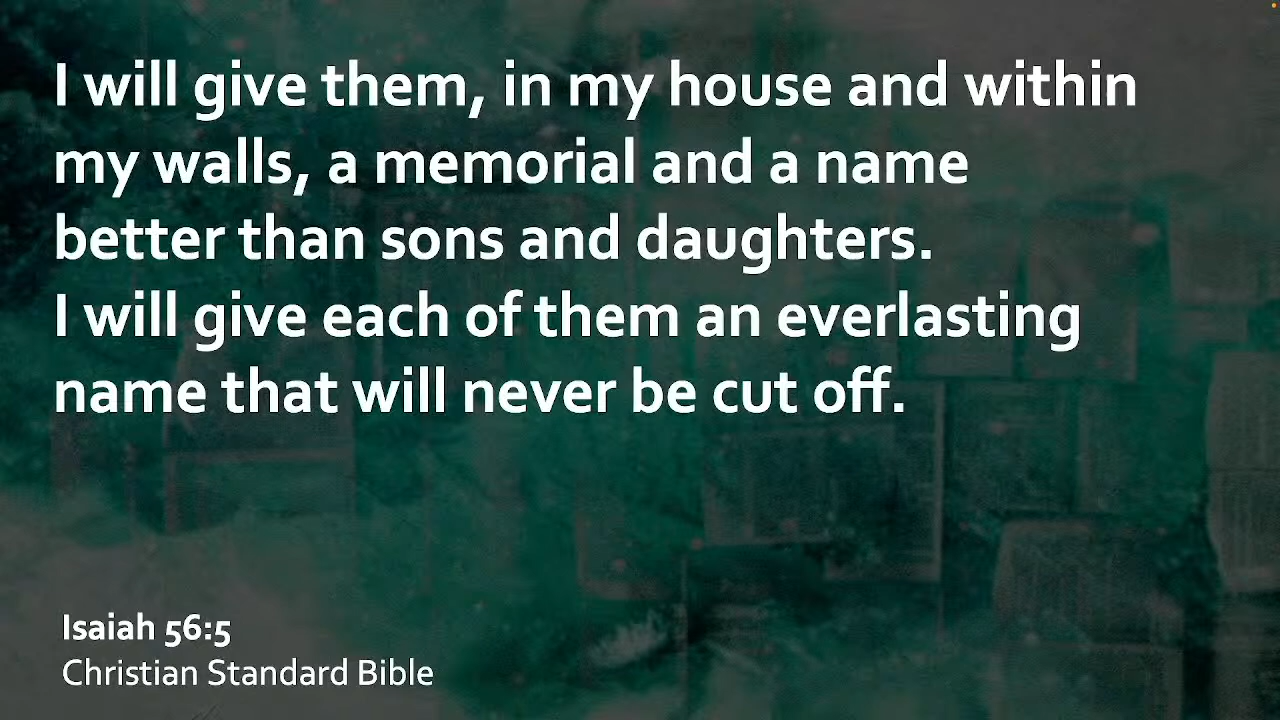 I will give them, in my house and within
my walls, a memorial and a name
better than sons and daughters.
I will give each of them an everlasting
name that will never be cut off.
Isaiah 56:5
Christian Standard Bible